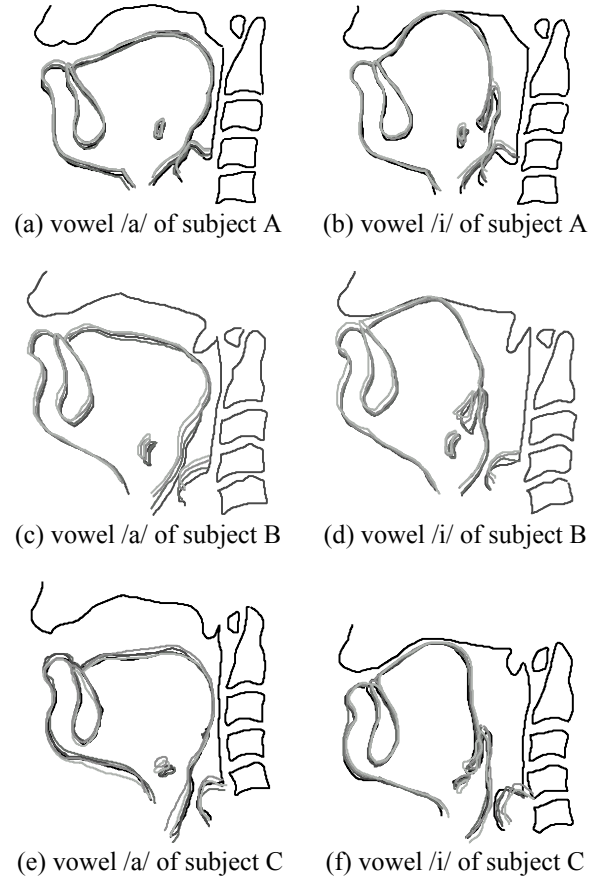 (a) vowel /a/ of subject A
(b) vowel /i/ of subject A
(c) vowel /a/ of subject B
(d) vowel /i/ of subject B
(e) vowel /a/ of subject C
(f) vowel /i/ of subject C